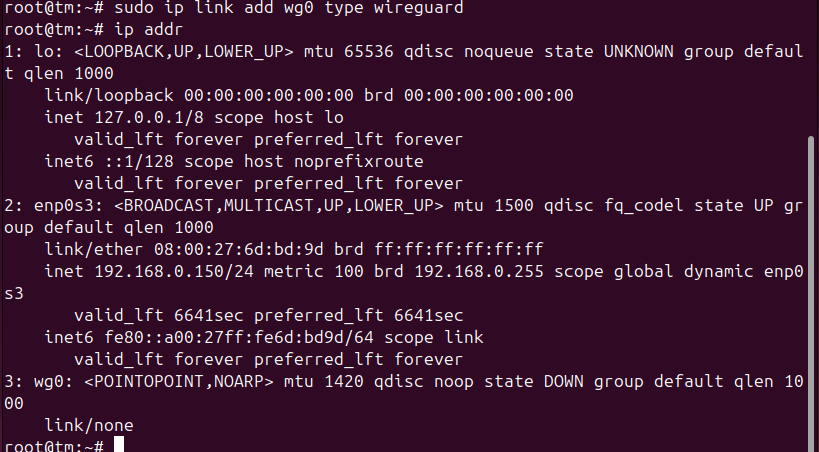 root@tm:~# sudo ip link add wg0 type wireguard
root@tm:~# ip addr
1: lo: <LOOPBACK,UP,LOWER_UP> mtu 65536 qdisc noqueue state UNKNOWN group defaul
t qlen 1000
    link/loopback 00:00:00:00:00:00 brd 00:00:00:00:00:00
    inet 127.0.0.1/8 scope host lo
       valid_lft forever preferred_lft forever
    inet6 ::1/128 scope host noprefixroute
       valid_lft forever preferred_lft forever
2: enp0s3: <BROADCAST,MULTICAST,UP,LOWER_UP> mtu 1500 qdisc fq_codel state UP gr
oup default qlen 1000
    link/ether 08:00:27:6d:bd:9d brd ff:ff:ff:ff:ff:ff
    inet 192.168.0.150/24 metric 100 brd 192.168.0.255 scope global dynamic enp0
s3
       valid_lft 6641sec preferred_lft 6641sec
    inet6 fe80::a00:27ff:fe6d:bd9d/64 scope link
       valid_lft forever preferred_lft forever
3: wg0: <POINTOPOINT,NOARP> mtu 1420 qdisc noop state DOWN group default qlen 10
00
    link/none
root@tm:~#